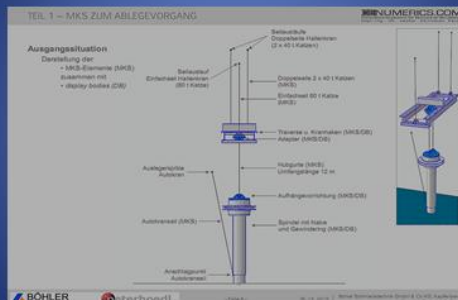 TEIL 1 – MKS ZUM ABLEGEVORGANG
NUMERICS.COM
Ausgangssituation
Darstellung der
• MKS-Elemente (MKS)
zusammen mit
• display bodies (DB)
Seilausläufe
Doppelseile Hallenkran
(2 x 40 t Katzen)
Seilauslauf
Einfachseil Hallenkran
(80 t Katze)
Doppelseile 2 x 40 t Katzen
(MKS)
Einfachseil 80 t Katze
(MKS)
Traverse u. Kranhaken (MKS/DB)
Adapter (MKS/DB)
Auslegerspitze
Autokran
Hubgurte (MKS)
Umfangslänge 12 m
Aufhängevorrichtung (MKS/DB)
Autokranseil (MKS)
Spindel mit Nabe
und Gewindering (MKS/DB)
Anschlagpunkt
Autokranseil
BÖHLER